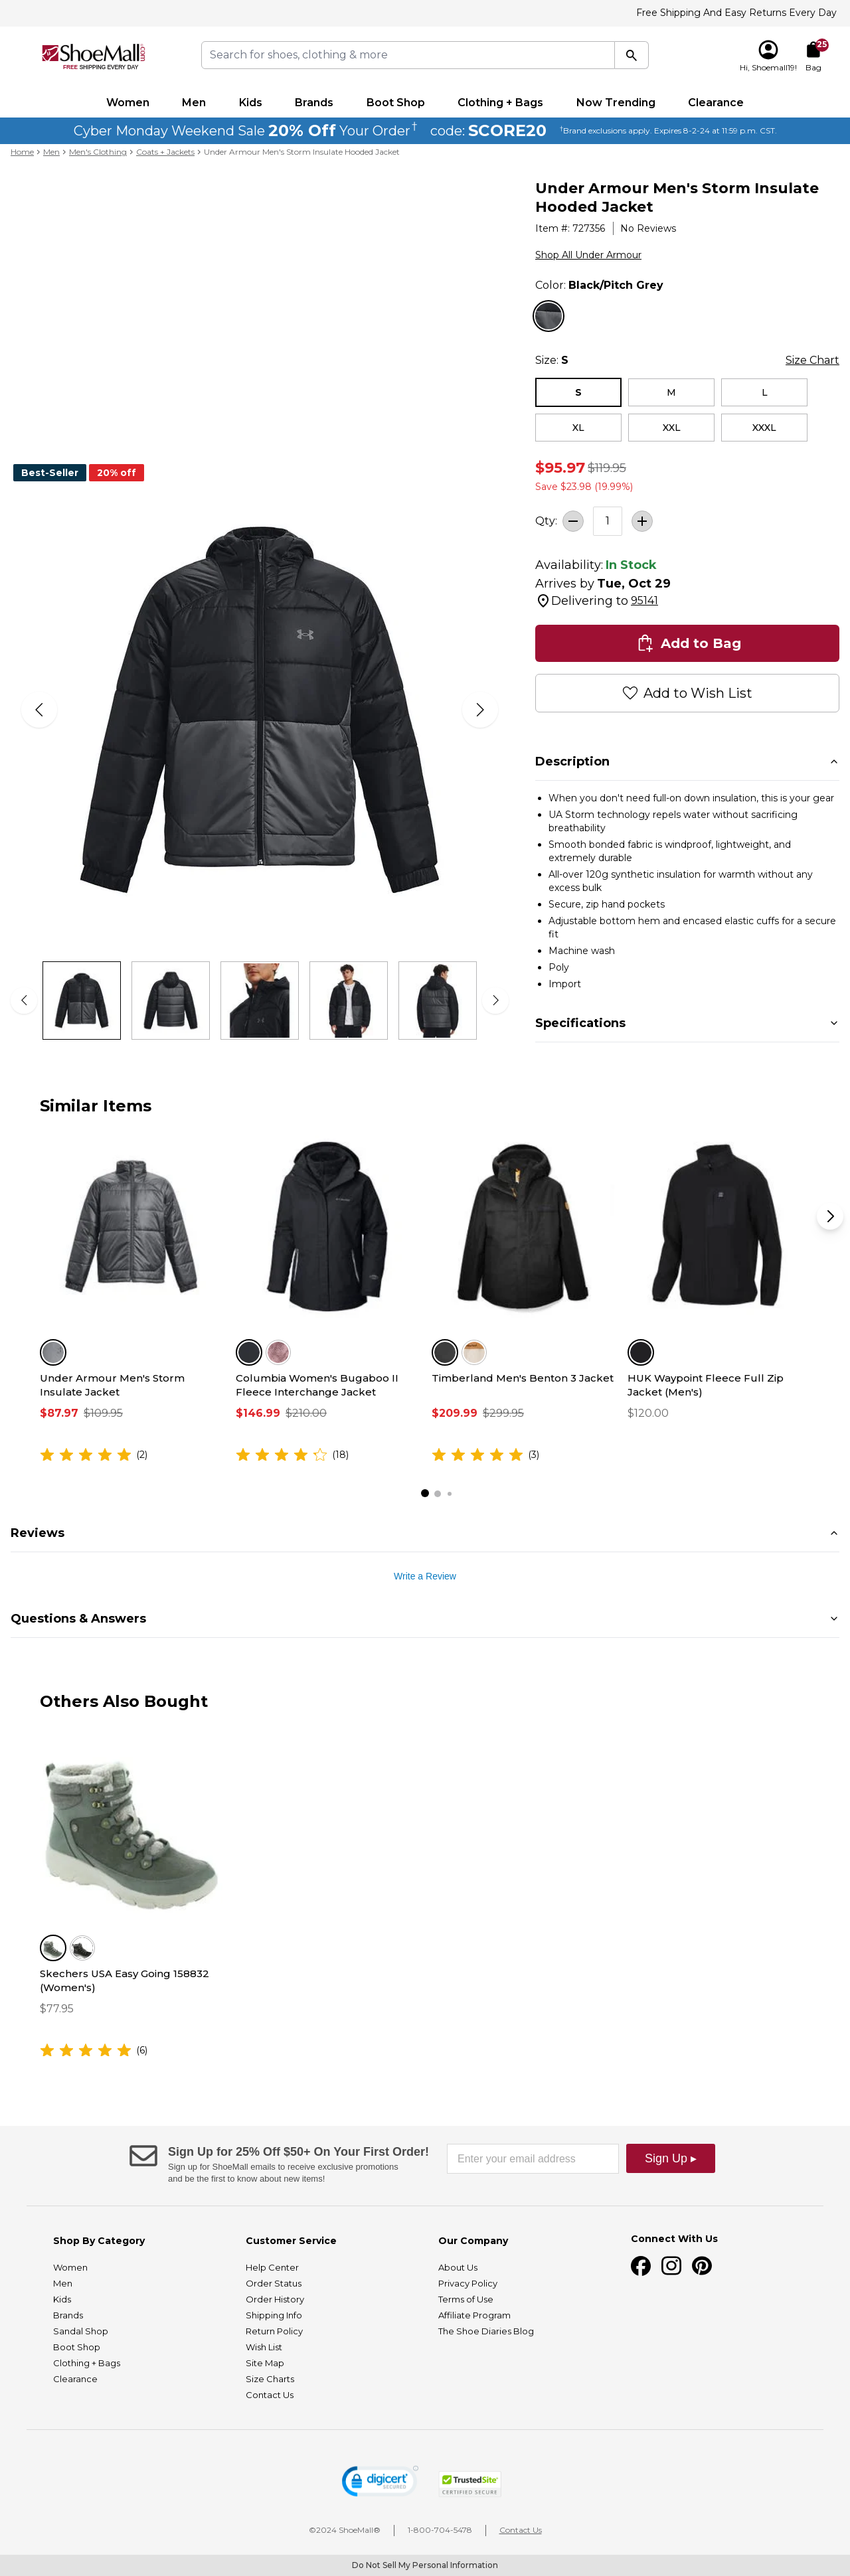 Free Shipping And Easy Returns Every Day
ShoeMall.com
FREE SHIPPING EVERY DAY
Search for shoes, clothing & more
25
Hi, Shoemall19!
Bag
Women
Men
Kids
Brands
Boot Shop
Clothing + Bags
Now Trending
Clearance
Cyber Monday Weekend Sale 20% Off Your Order† code: SCORE20 †Brand exclusions apply. Expires 8-2-24 at 11:59 p.m. CST.
Home > Men > Men's Clothing > Coats + Jackets > Under Armour Men's Storm Insulate Hooded Jacket
Under Armour Men's Storm Insulate
Hooded Jacket
Item #: 727356 | No Reviews
Shop All Under Armour
Color: Black/Pitch Grey
Size: S
Size Chart
S
M
L
XL
XXL
XXXL
Best-Seller
20% off
$95.97 $119.95
Save $23.98 (19.99%)
Qty:
1
Availability: In Stock
Arrives by Tue, Oct 29
Delivering to 95141
Add to Bag
Add to Wish List
Description
When you don't need full-on down insulation, this is your gear
UA Storm technology repels water without sacrificing
breathability
Smooth bonded fabric is windproof, lightweight, and
extremely durable
All-over 120g synthetic insulation for warmth without any
excess bulk
Secure, zip hand pockets
Adjustable bottom hem and encased elastic cuffs for a secure
fit
Machine wash
Poly
Import
Specifications
Similar Items
Under Armour Men's Storm
Insulate Jacket
$87.97 $109.95
(2)
Columbia Women's Bugaboo II
Fleece Interchange Jacket
$146.99 $210.00
(18)
Timberland Men's Benton 3 Jacket
$209.99 $299.95
(3)
HUK Waypoint Fleece Full Zip
Jacket (Men's)
$120.00
Reviews
Write a Review
Questions & Answers
Others Also Bought
Skechers USA Easy Going 158832
(Women's)
$77.95
(6)
Sign Up for 25% Off $50+ On Your First Order!
Sign up for ShoeMall emails to receive exclusive promotions
and be the first to know about new items!
Enter your email address
Sign Up ▸
Shop By Category
Women
Men
Kids
Brands
Sandal Shop
Boot Shop
Clothing + Bags
Clearance
Customer Service
Help Center
Order Status
Order History
Shipping Info
Return Policy
Wish List
Site Map
Size Charts
Contact Us
Our Company
About Us
Privacy Policy
Terms of Use
Affiliate Program
The Shoe Diaries Blog
Connect With Us
digicert
SECURED
TrustedSite
CERTIFIED SECURE
©2024 ShoeMall® | 1-800-704-5478 | Contact Us
Do Not Sell My Personal Information